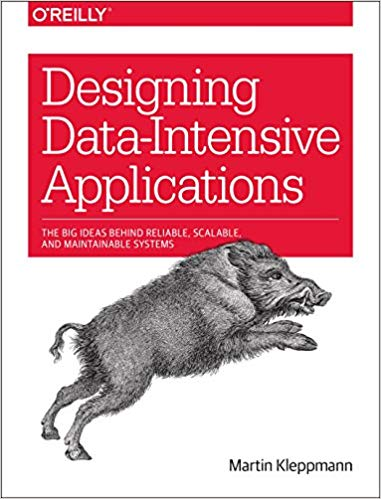 O'REILLY®
Designing
Data-Intensive
Applications
THE BIG IDEAS BEHIND RELIABLE, SCALABLE,
AND MAINTAINABLE SYSTEMS
Martin Kleppmann